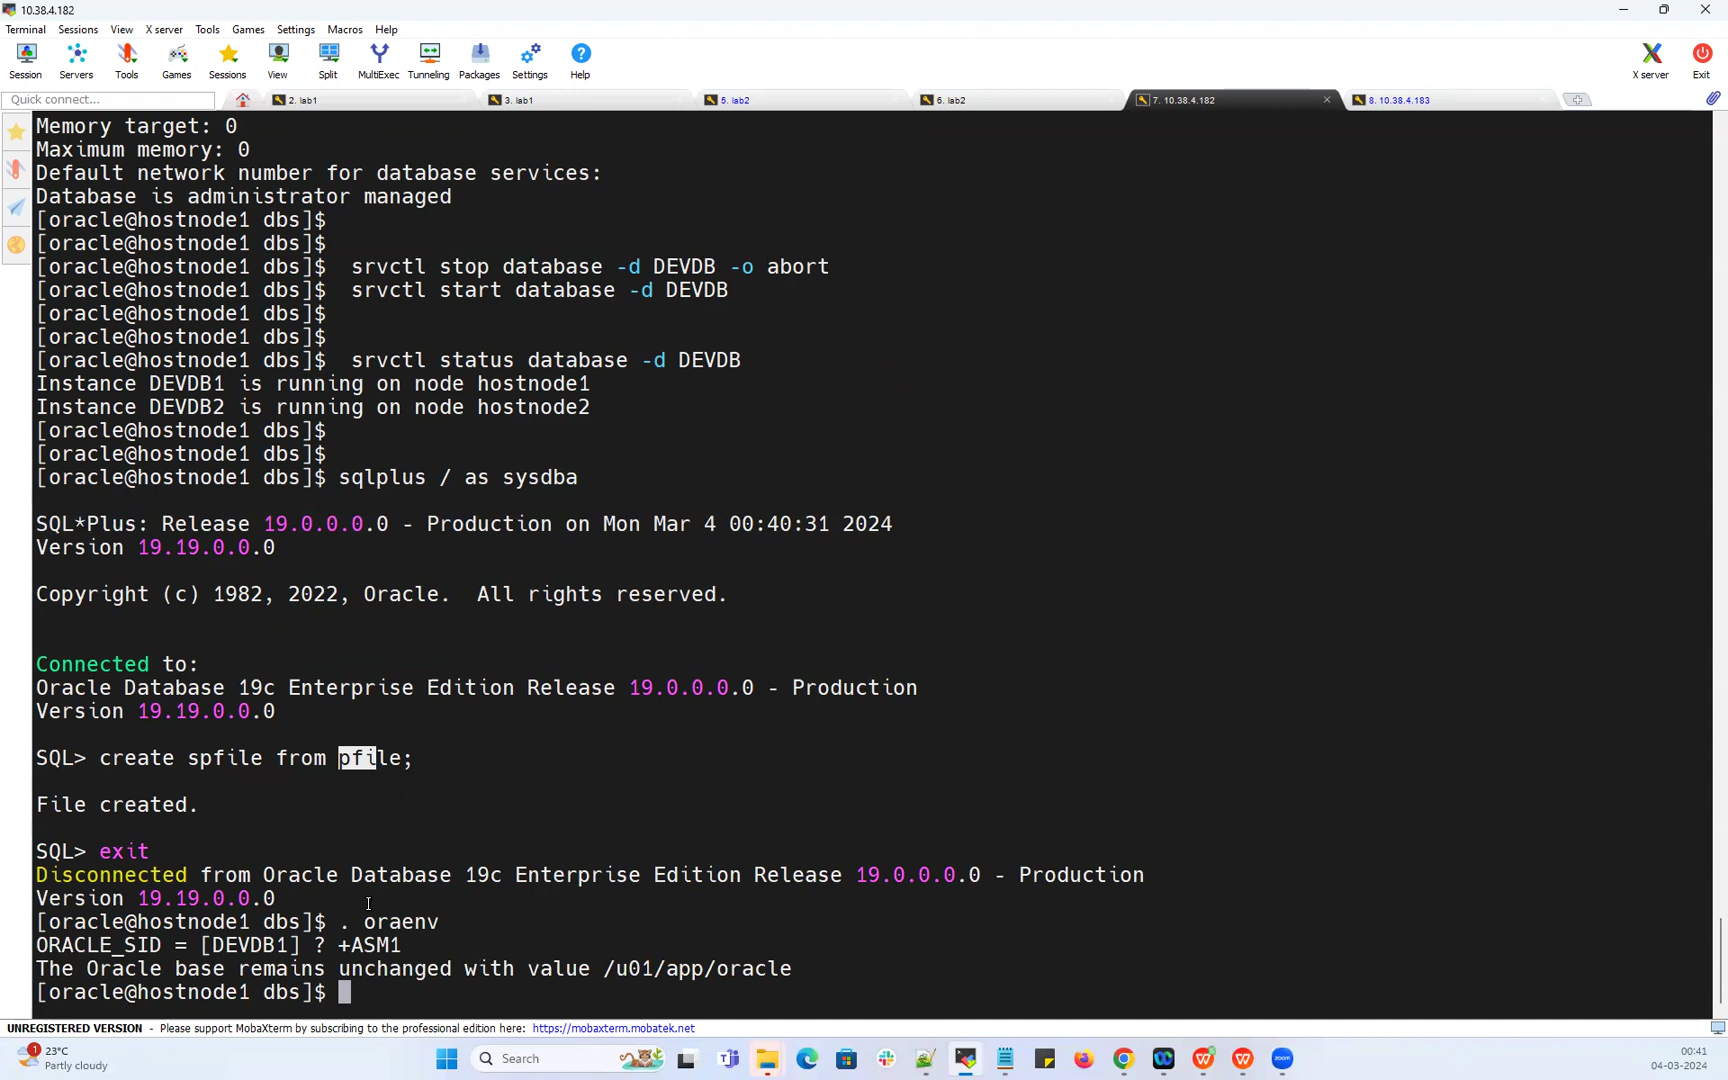 10.38.4.182
Terminal Sessions View X server Tools Games Settings Macros Help
Session Servers Tools Games Sessions View Split MultiExec Tunneling Packages Settings Help X server Exit
Quick connect... 2. lab1 3. lab1 5. lab2 6. lab2 7. 10.38.4.182 8. 10.38.4.183
Memory target: 0
Maximum memory: 0
Default network number for database services:
Database is administrator managed
[oracle@hostnode1 dbs]$
[oracle@hostnode1 dbs]$
[oracle@hostnode1 dbs]$ srvctl stop database -d DEVDB -o abort
[oracle@hostnode1 dbs]$ srvctl start database -d DEVDB
[oracle@hostnode1 dbs]$
[oracle@hostnode1 dbs]$
[oracle@hostnode1 dbs]$ srvctl status database -d DEVDB
Instance DEVDB1 is running on node hostnode1
Instance DEVDB2 is running on node hostnode2
[oracle@hostnode1 dbs]$
[oracle@hostnode1 dbs]$
[oracle@hostnode1 dbs]$ sqlplus / as sysdba
SQL*Plus: Release 19.0.0.0.0 - Production on Mon Mar 4 00:40:31 2024
Version 19.19.0.0.0
Copyright (c) 1982, 2022, Oracle. All rights reserved.
Connected to:
Oracle Database 19c Enterprise Edition Release 19.0.0.0.0 - Production
Version 19.19.0.0.0
SQL> create spfile from pfile;
File created.
SQL> exit
Disconnected from Oracle Database 19c Enterprise Edition Release 19.0.0.0.0 - Production
Version 19.19.0.0.0
[oracle@hostnode1 dbs]$ . oraenv
ORACLE_SID = [DEVDB1] ? +ASM1
The Oracle base remains unchanged with value /u01/app/oracle
[oracle@hostnode1 dbs]$
UNREGISTERED VERSION - Please support MobaXterm by subscribing to the professional edition here: https://mobaxterm.mobatek.net
1 23°C Search 00:41
Partly cloudy 04-03-2024